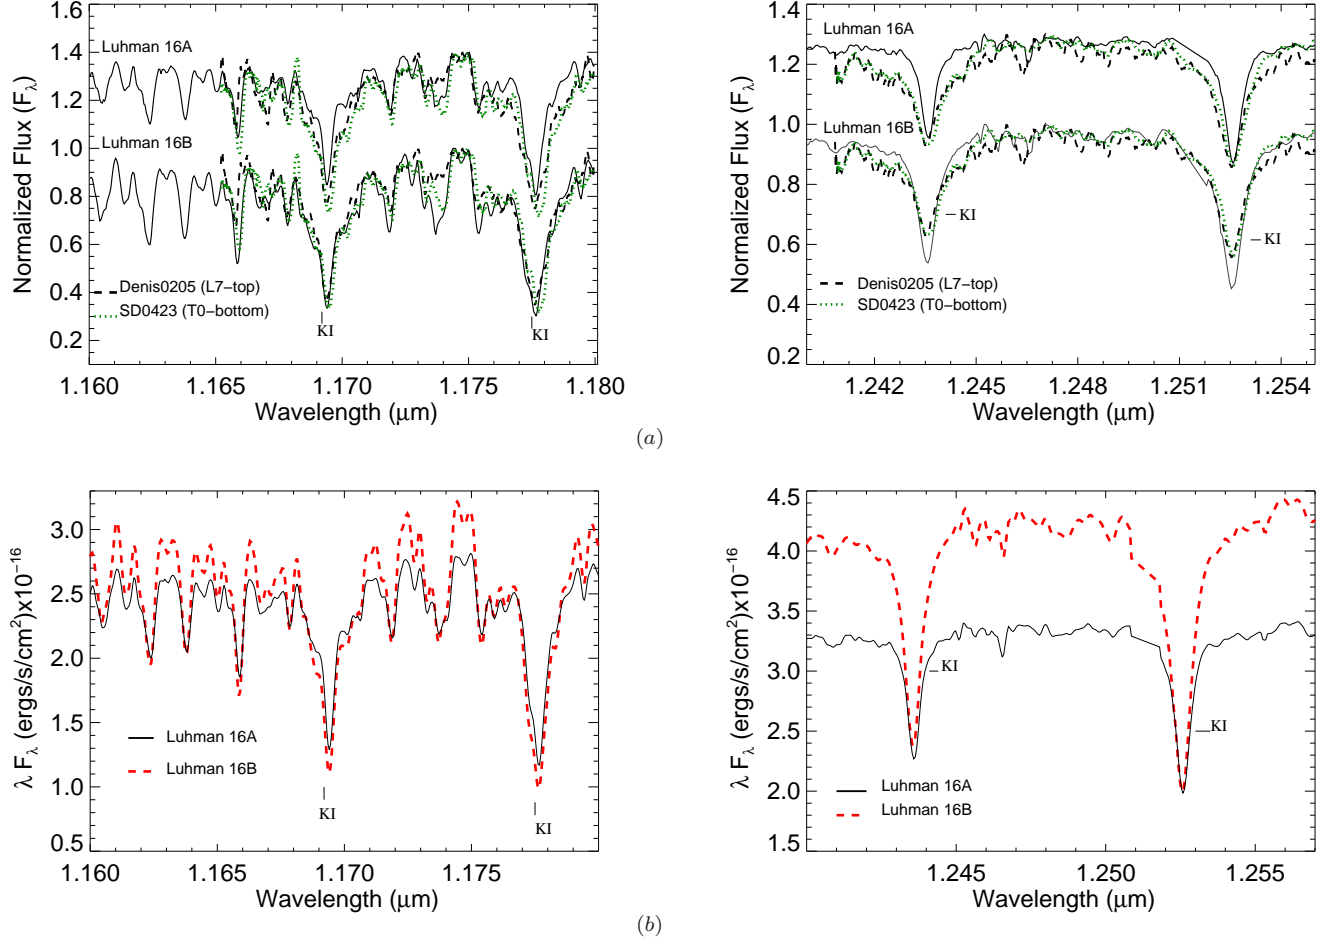 1.6
1.4
1.2
1.0
0.8
0.6
0.4
0.2
Normalized Flux (Fλ)
Luhman 16A
Luhman 16B
Denis0205 (L7−top)
SD0423 (T0−bottom)
KI
KI
1.160 1.165 1.170 1.175 1.180
Wavelength (μm)
1.4
1.2
1.0
0.8
0.6
0.4
0.2
Normalized Flux (Fλ)
Luhman 16A
Luhman 16B
KI
KI
Denis0205 (L7−top)
SD0423 (T0−bottom)
1.242 1.245 1.248 1.251 1.254
Wavelength (μm)
(a)
3.0
2.5
2.0
1.5
1.0
0.5
λ Fλ (ergs/s/cm²)x10⁻¹⁶
Luhman 16A
Luhman 16B
KI
KI
1.160 1.165 1.170 1.175
Wavelength (μm)
4.5
4.0
3.5
3.0
2.5
2.0
1.5
λ Fλ (ergs/s/cm²)x10⁻¹⁶
KI
KI
Luhman 16A
Luhman 16B
1.245 1.250 1.255
Wavelength (μm)
(b)